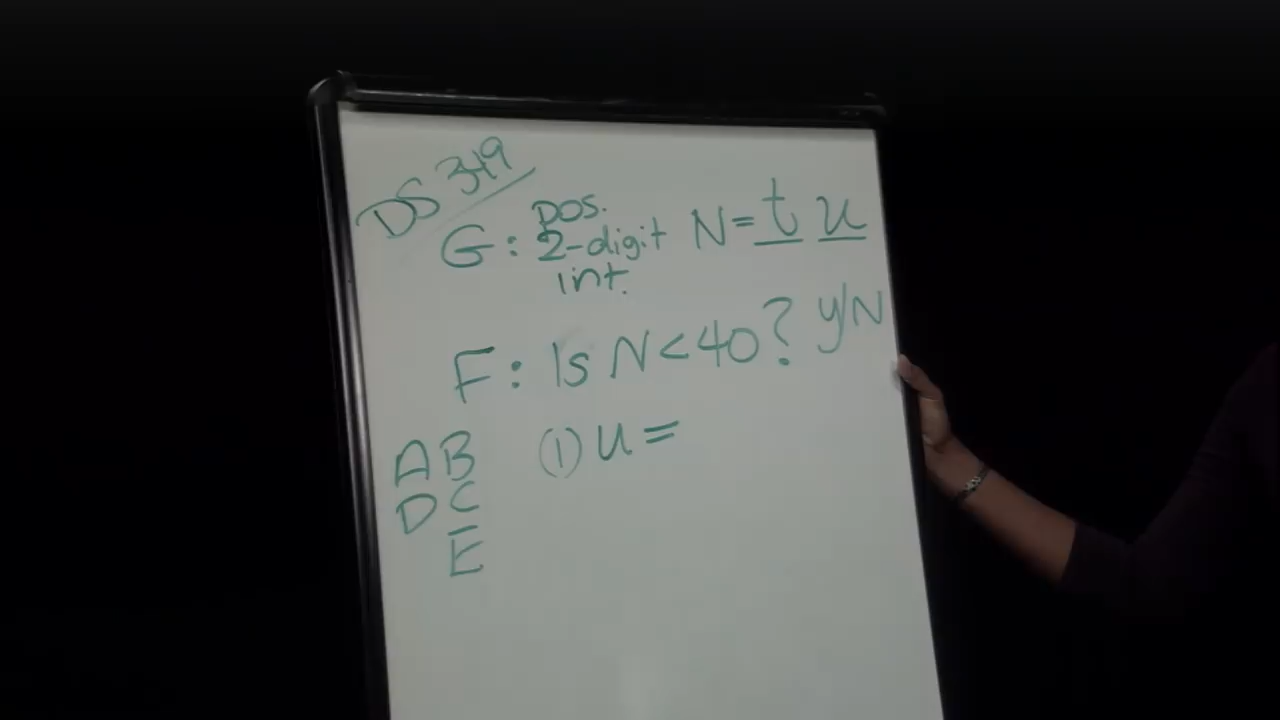 DS 349
G: pos. 2-digit int. N = t u
F: Is N < 40? Y/N
A B (1) u =
D C
E